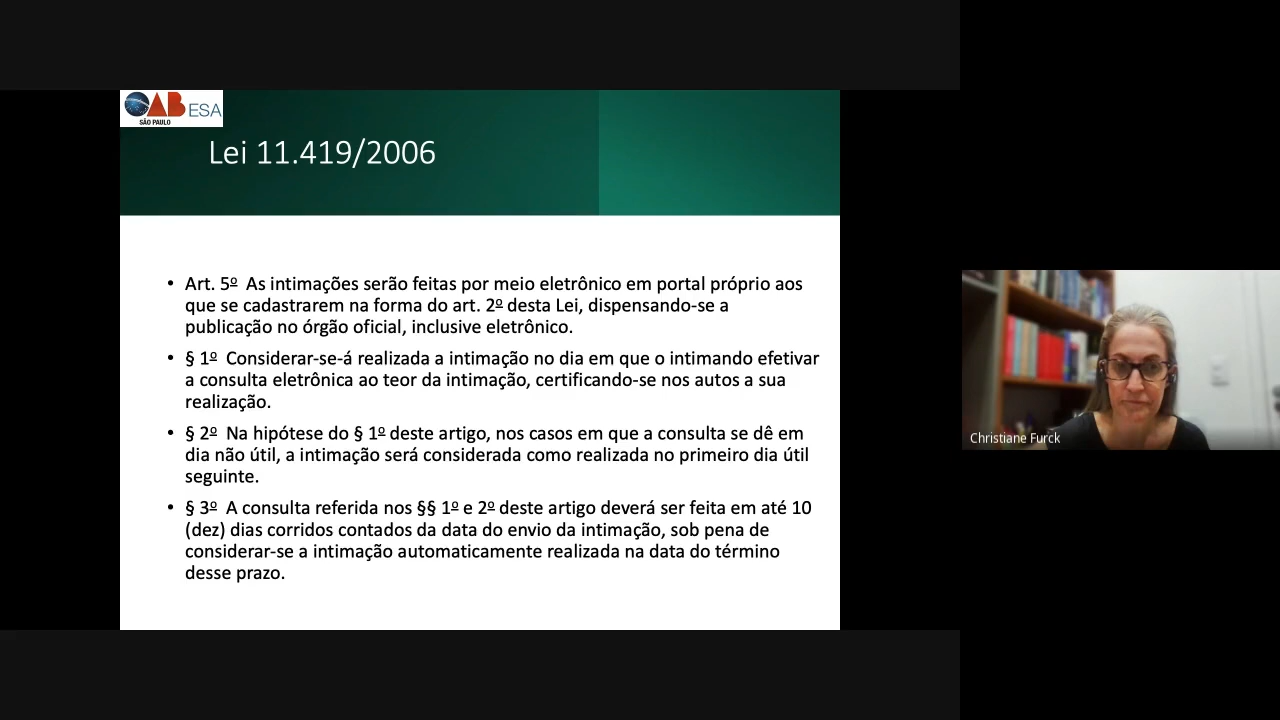 OAB ESA
SÃO PAULO
Lei 11.419/2006
• Art. 5º  As intimações serão feitas por meio eletrônico em portal próprio aos
que se cadastrarem na forma do art. 2º desta Lei, dispensando-se a
publicação no órgão oficial, inclusive eletrônico.
• § 1º  Considerar-se-á realizada a intimação no dia em que o intimando efetivar
a consulta eletrônica ao teor da intimação, certificando-se nos autos a sua
realização.
• § 2º  Na hipótese do § 1º deste artigo, nos casos em que a consulta se dê em
dia não útil, a intimação será considerada como realizada no primeiro dia útil
seguinte.
• § 3º  A consulta referida nos §§ 1º e 2º deste artigo deverá ser feita em até 10
(dez) dias corridos contados da data do envio da intimação, sob pena de
considerar-se a intimação automaticamente realizada na data do término
desse prazo.
Christiane Furck